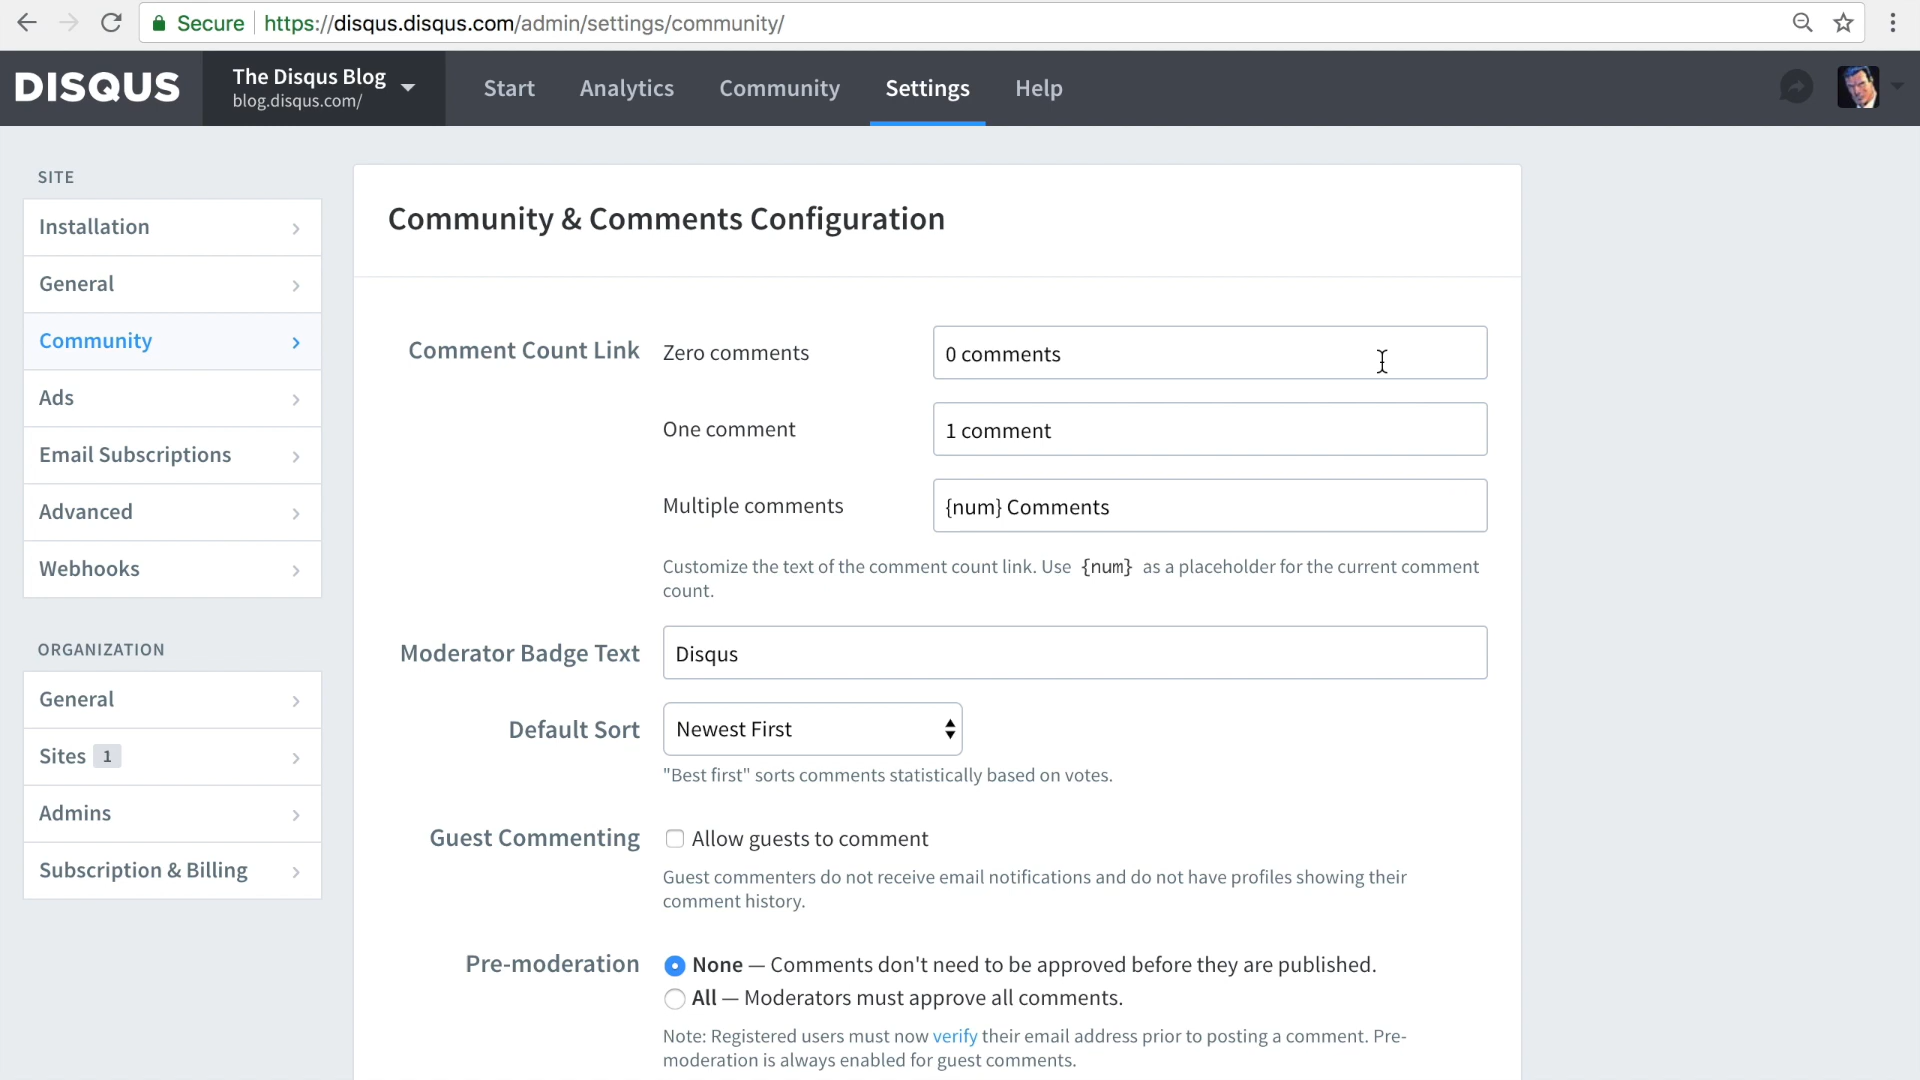 Secure https://disqus.disqus.com/admin/settings/community/
DISQUS
The Disqus Blog
blog.disqus.com/
Start
Analytics
Community
Settings
Help
SITE
Installation
General
Community
Ads
Email Subscriptions
Advanced
Webhooks
ORGANIZATION
General
Sites 1
Admins
Subscription & Billing
Community & Comments Configuration
Comment Count Link
Zero comments
0 comments
One comment
1 comment
Multiple comments
{num} Comments
Customize the text of the comment count link. Use {num} as a placeholder for the current comment
count.
Moderator Badge Text
Disqus
Default Sort
Newest First
"Best first" sorts comments statistically based on votes.
Guest Commenting
Allow guests to comment
Guest commenters do not receive email notifications and do not have profiles showing their
comment history.
Pre-moderation
None — Comments don't need to be approved before they are published.
All — Moderators must approve all comments.
Note: Registered users must now verify their email address prior to posting a comment. Pre-
moderation is always enabled for guest comments.